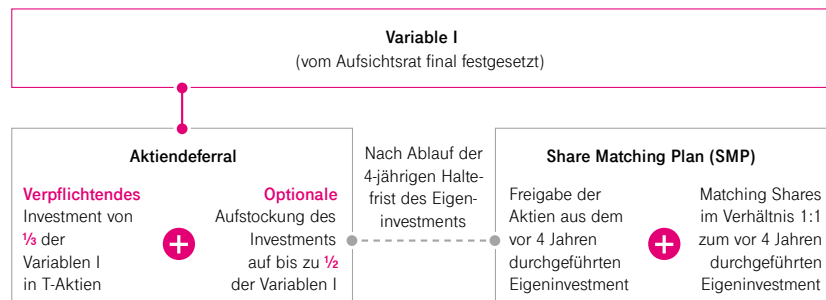 Variable I
(vom Aufsichtsrat final festgesetzt)
Aktiendeferral
Verpflichtendes
Investment von
⅓ der
Variablen I
in T-Aktien
+
Optionale
Aufstockung des
Investments
auf bis zu ½
der Variablen I
Nach Ablauf der
4-jährigen Halte-
frist des Eigen-
investments
Share Matching Plan (SMP)
Freigabe der
Aktien aus dem
vor 4 Jahren
durchgeführten
Eigeninvestment
+
Matching Shares
im Verhältnis 1:1
zum vor 4 Jahren
durchgeführten
Eigeninvestment